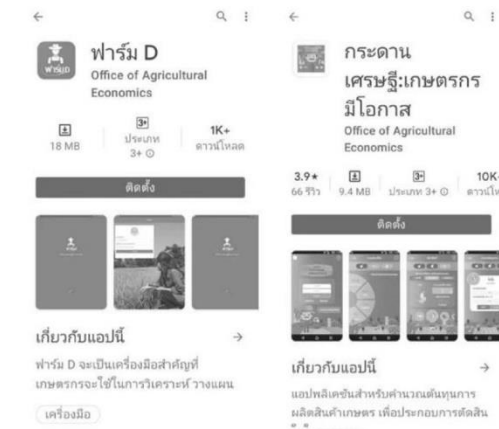 ฟาร์มD
ฟาร์ม D
Office of Agricultural
Economics
18 MB
3+
ประเภท
3+
1K+
ดาวน์โหลด
ติดตั้ง
เกี่ยวกับแอปนี้
ฟาร์ม D จะเป็นเครื่องมือสำคัญที่
เกษตรกรจะใช้ในการวิเคราะห์ วางแผน
เครื่องมือ
กระดาน
เศรษฐี:เกษตรกร
มีโอกาส
Office of Agricultural
Economics
3.9★
66 รีวิว
9.4 MB
3+
ประเภท 3+
10K
ติดตั้ง
เกี่ยวกับแอปนี้
แอปพลิเคชันสำหรับคำนวณต้นทุนการ
ผลิตสินค้าเกษตร เพื่อประกอบการตัดสิน